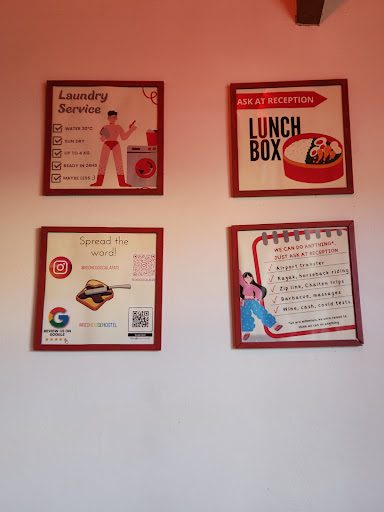 Laundry
Service
WATER 30°C
SUN DRY
UP TO 6 KG
READY IN 24HS
MAYBE LESS ;)
ASK AT RECEPTION
LUNCH
BOX
Spread the
word!
REVIEW US ON
GOOGLE
WE CAN DO ANYTHING*,
JUST ASK AT RECEPTION
Airport transfer
Kayak, horseback riding
Zip line, Chaiten trips
Barbacue, massages
Wine, cash, covid tests